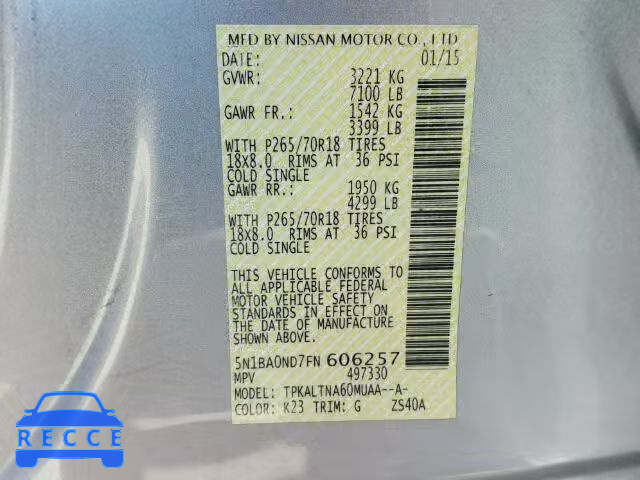 MFD BY NISSAN MOTOR CO., LTD
DATE: 01/15
GVWR: 3221 KG
7100 LB
GAWR FR.: 1542 KG
3399 LB
WITH P265/70R18 TIRES
18x8.0 RIMS AT 36 PSI
COLD SINGLE
GAWR RR.: 1950 KG
4299 LB
WITH P265/70R18 TIRES
18x8.0 RIMS AT 36 PSI
COLD SINGLE
THIS VEHICLE CONFORMS TO
ALL APPLICABLE FEDERAL
MOTOR VEHICLE SAFETY
STANDARDS IN EFFECT ON
THE DATE OF MANUFACTURE
SHOWN ABOVE.
5N1BA0ND7FN 606257
MPV 497330
MODEL: TPKALTNA60MUAA--A-
COLOR: K23 TRIM: G ZS40A